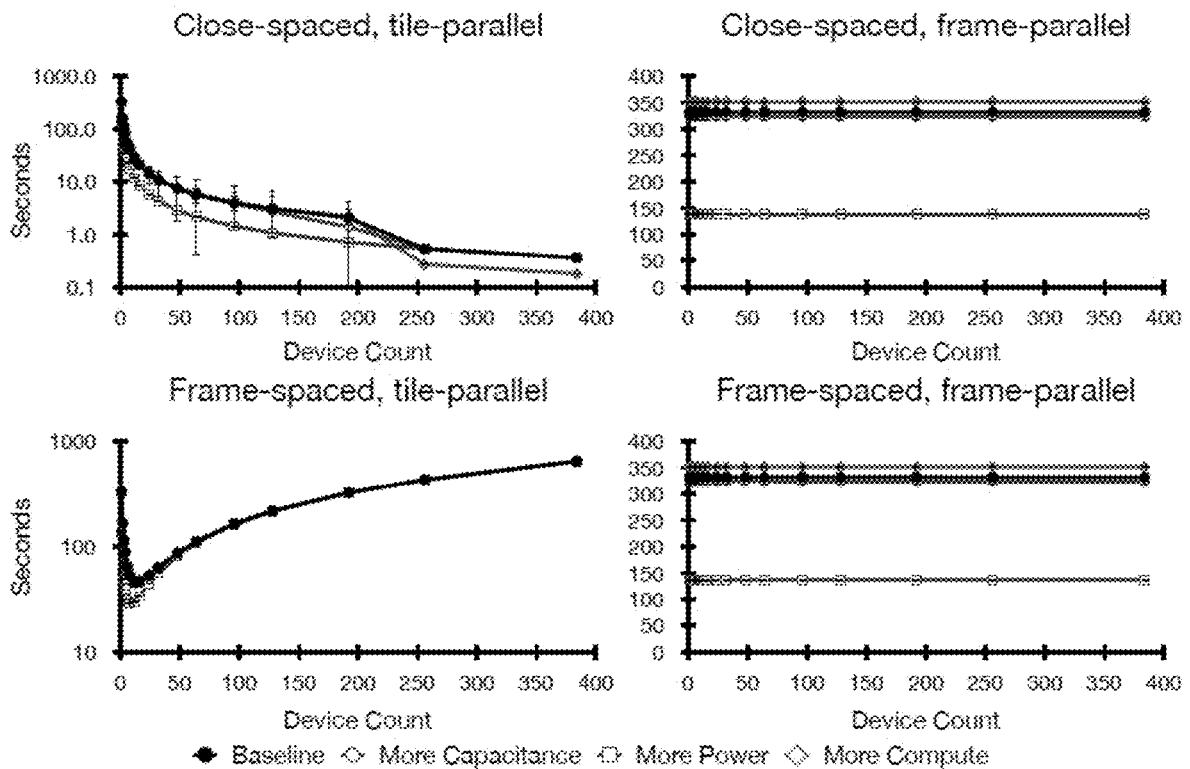 Close-spaced, tile-parallel
Close-spaced, frame-parallel
1000.0
100.0
10.0
1.0
0.1
Seconds
0 50 100 150 200 250 300 350 400
Device Count
400
350
300
250
200
150
100
50
0
0 50 100 150 200 250 300 350 400
Device Count
Frame-spaced, tile-parallel
Frame-spaced, frame-parallel
1000
100
10
Seconds
0 50 100 150 200 250 300 350 400
Device Count
400
350
300
250
200
150
100
50
0
0 50 100 150 200 250 300 350 400
Device Count
Baseline More Capacitance More Power More Compute